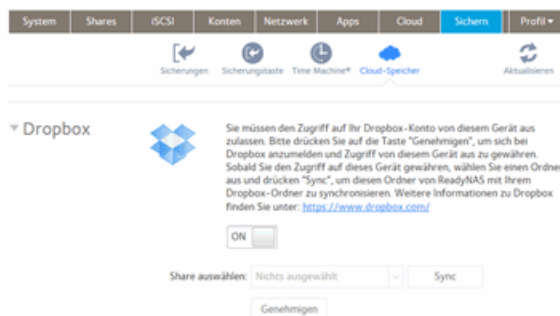 System Shares iSCSI Konten Netzwerk Apps Cloud Sichern Profil
Sicherungen Sicherungstaste Time Machine® Cloud-Speicher Aktualisieren
Dropbox
Sie müssen den Zugriff auf Ihr Dropbox-Konto von diesem Gerät aus
zulassen. Bitte drücken Sie auf die Taste "Genehmigen", um sich bei
Dropbox anzumelden und Zugriff von diesem Gerät aus zu gewähren.
Sobald Sie den Zugriff auf dieses Gerät gewähren, wählen Sie einen Ordner
aus und drücken "Sync", um diesen Ordner von ReadyNAS mit Ihrem
Dropbox-Ordner zu synchronisieren. Weitere Informationen zu Dropbox
finden Sie unter: https://www.dropbox.com/
ON
Share auswählen: Nichts ausgewählt Sync
Genehmigen